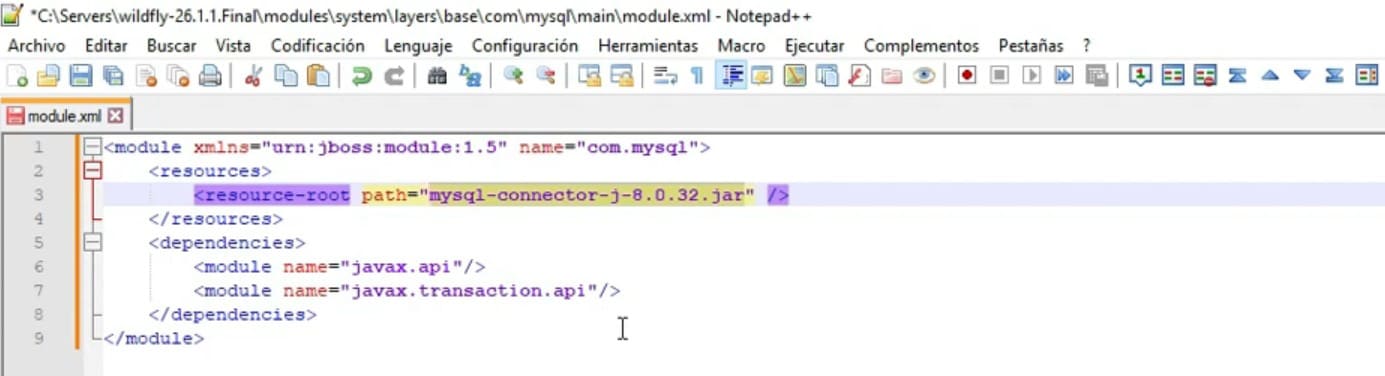 *C:\Servers\wildfly-26.1.1.Final\modules\system\layers\base\com\mysql\main\module.xml - Notepad++
Archivo Editar Buscar Vista Codificación Lenguaje Configuración Herramientas Macro Ejecutar Complementos Pestañas ?
module.xml
1 <module xmlns="urn:jboss:module:1.5" name="com.mysql">
2 <resources>
3 <resource-root path="mysql-connector-j-8.0.32.jar" />
4 </resources>
5 <dependencies>
6 <module name="javax.api"/>
7 <module name="javax.transaction.api"/>
8 </dependencies>
9 </module>